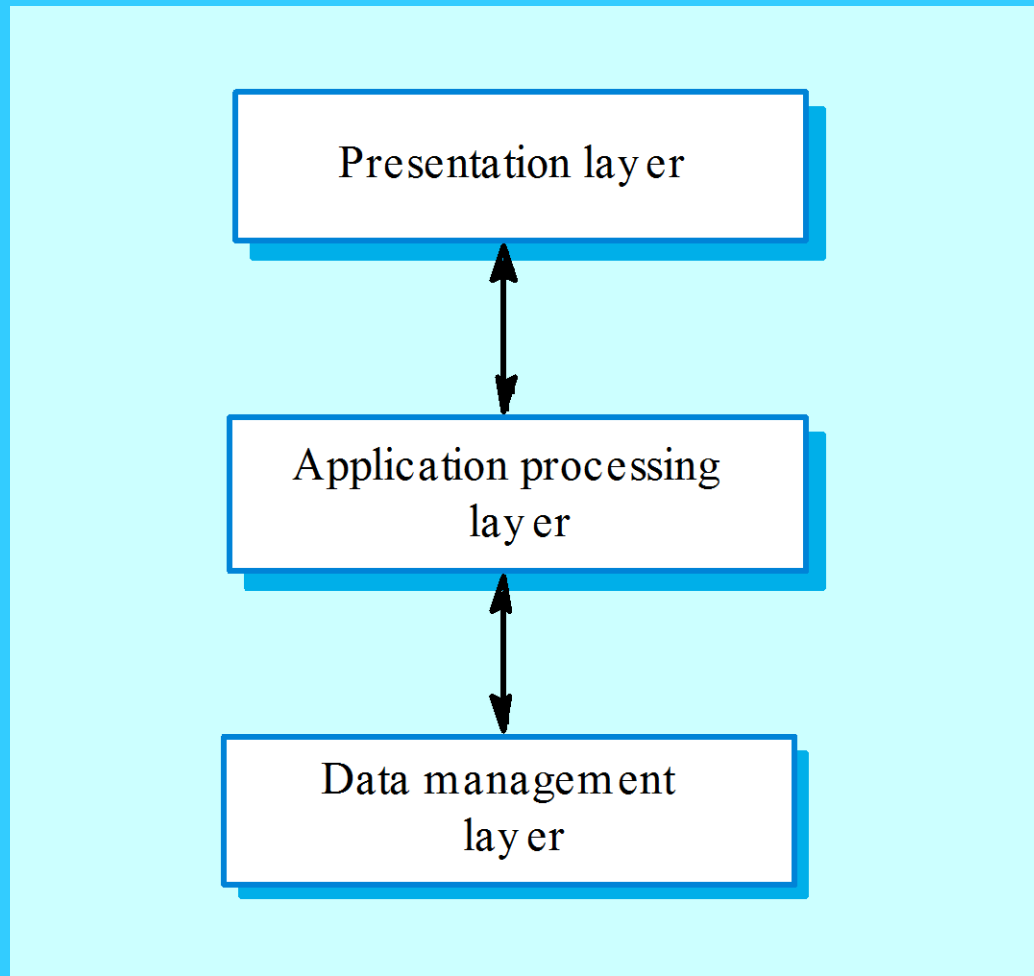 Presentation layer
Application processing
layer
Data management
layer